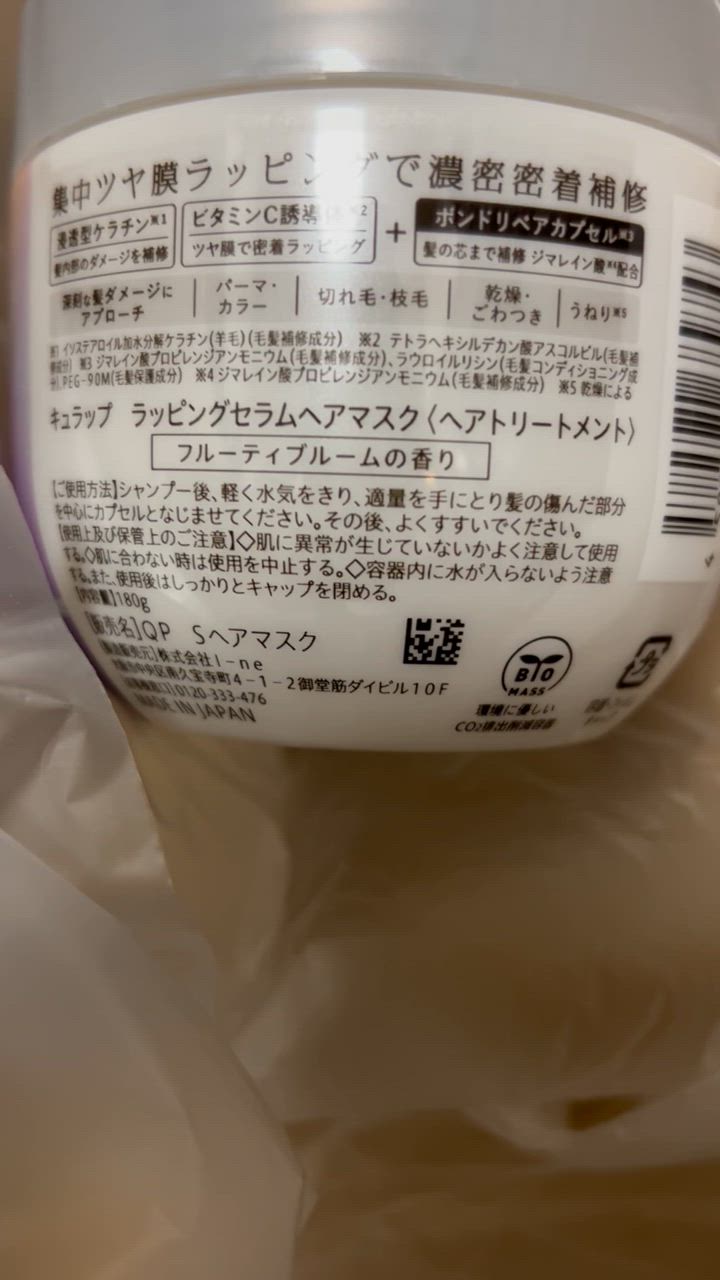 集中ツヤ膜ラッピングで濃密密着補修
浸透型ケラチン※1
髪内部のダメージを補修
ビタミンC誘導体※2
ツヤ膜で密着ラッピング
+
ボンドリペアカプセル※3
髪の芯まで補修 ジマレイン酸※4配合
深刻な髪ダメージに
アプローチ
パーマ・
カラー
切れ毛・枝毛
乾燥・
ごわつき
うねり※5
※1 イソステアロイル加水分解ケラチン(羊毛)(毛髪補修成分) ※2 テトラヘキシルデカン酸アスコルビル(毛髪補
修成分) ※3 ジマレイン酸プロピレンジアンモニウム(毛髪補修成分)、ラウロイルリシン(毛髪コンディショニング成
分)、PEG-90M(毛髪保護成分) ※4 ジマレイン酸プロピレンジアンモニウム(毛髪補修成分) ※5 乾燥による
キュラップ ラッピングセラムヘアマスク〈ヘアトリートメント〉
フルーティブルームの香り
【ご使用方法】シャンプー後、軽く水気をきり、適量を手にとり髪の傷んだ部分
を中心にカプセルとなじませてください。その後、よくすすいでください。
【使用上及び保管上のご注意】◇肌に異常が生じていないかよく注意して使用
する。◇肌に合わない時は使用を中止する。◇容器内に水が入らないよう注意
する。また、使用後はしっかりとキャップを閉める。
【内容量】180g
【販売名】QP Sヘアマスク
【製造販売元】株式会社I-ne
大阪市中央区南久宝寺町4-1-2御堂筋ダイビル10F
0120-333-476
MADE IN JAPAN
BIO
MASS
環境に優しい
CO2排出削減容器